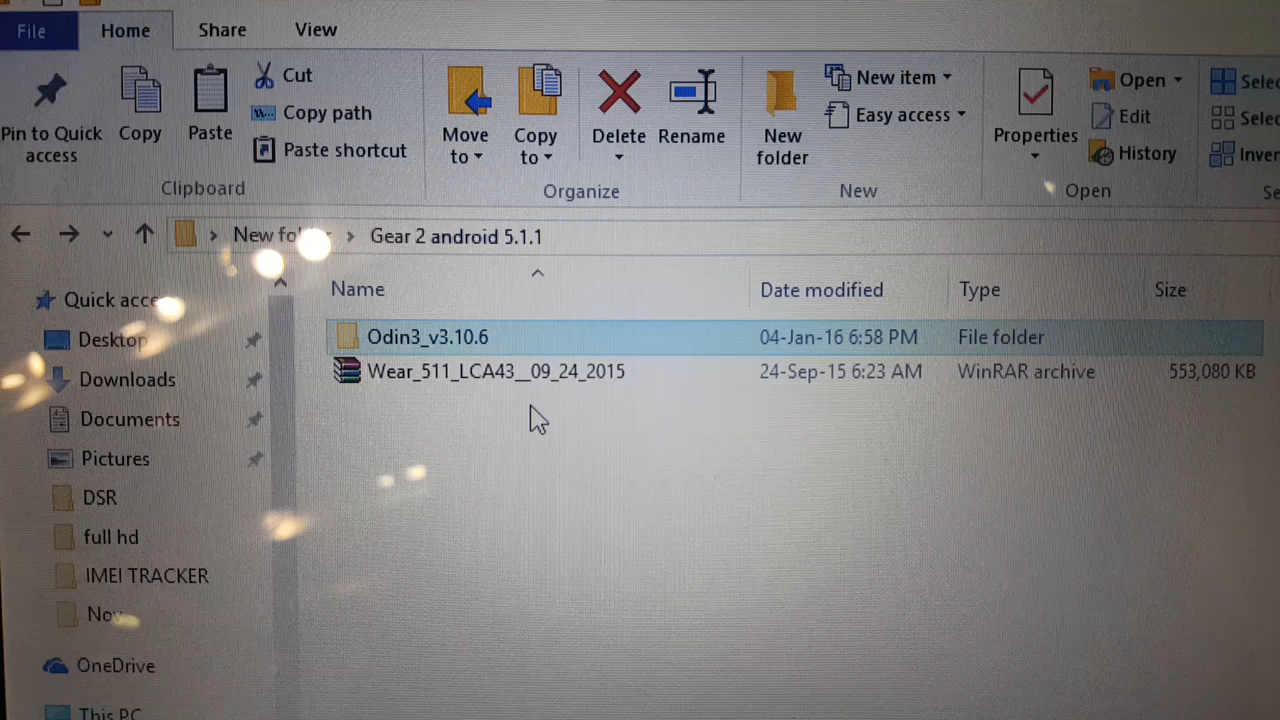 File Home Share View
Pin to Quick access
Copy
Paste
Cut
Copy path
Paste shortcut
Clipboard
Move to
Copy to
Delete
Rename
Organize
New folder
New item
Easy access
New
Properties
Open
Edit
History
Open
New > Gear 2 android 5.1.1
Name Date modified Type Size
Odin3_v3.10.6 04-Jan-16 6:58 PM File folder
Wear_511_LCA43__09_24_2015 24-Sep-15 6:23 AM WinRAR archive 553,080 KB
Quick
Desktop
Downloads
Documents
Pictures
DSR
full hd
IMEI TRACKER
OneDrive
This PC